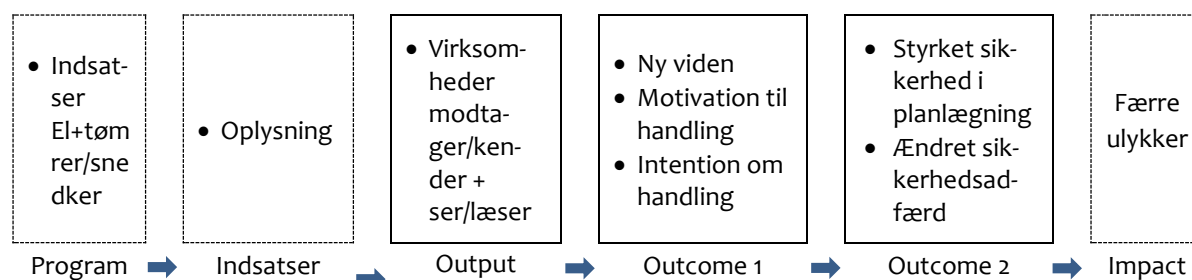 • Indsat-
ser
El+tøm
rer/sne
dker
• Oplysning
• Virksom-
heder
modta-
ger/ken-
der +
ser/læser
• Ny viden
• Motivation til
handling
• Intention om
handling
• Styrket sik-
kerhed i
planlægning
• Ændret sik-
kerhedsad-
færd
Færre
ulykker
Program
Indsatser
Output
Outcome 1
Outcome 2
Impact